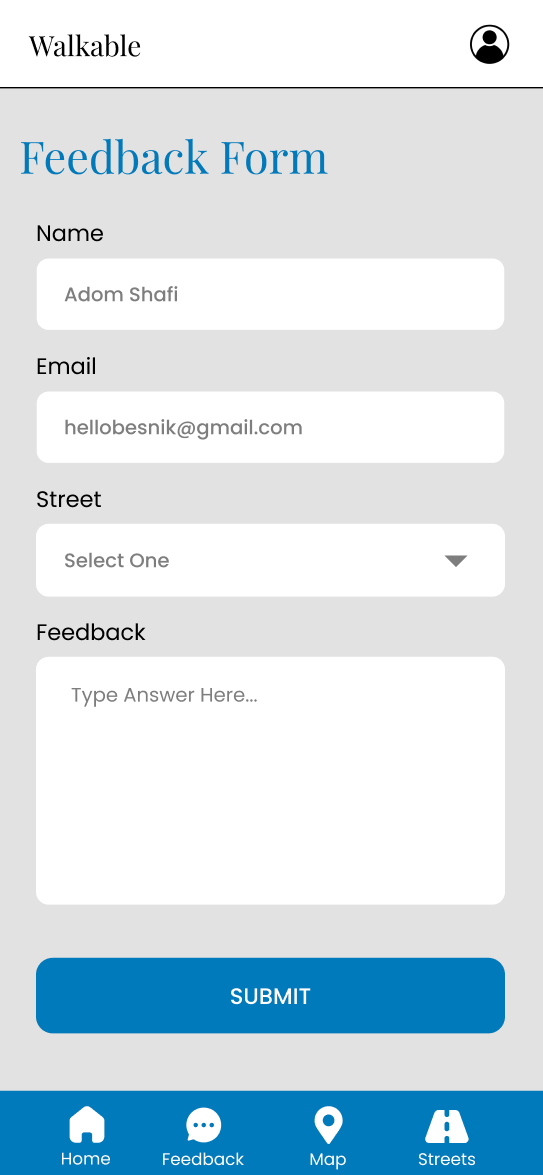 Walkable
Feedback Form
Name
Adom Shafi
Email
hellobesnik@gmail.com
Street
Select One
Feedback
Type Answer Here...
SUBMIT
Home Feedback Map Streets